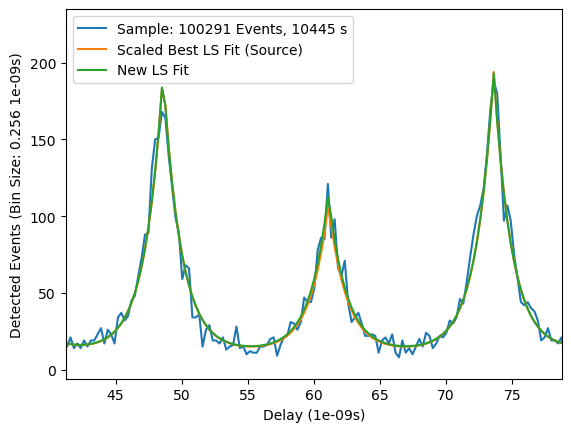 Sample: 100291 Events, 10445 s
Scaled Best LS Fit (Source)
New LS Fit
Detected Events (Bin Size: 0.256 1e-09s)
200
150
100
50
0
45
50
55
60
65
70
75
Delay (1e-09s)